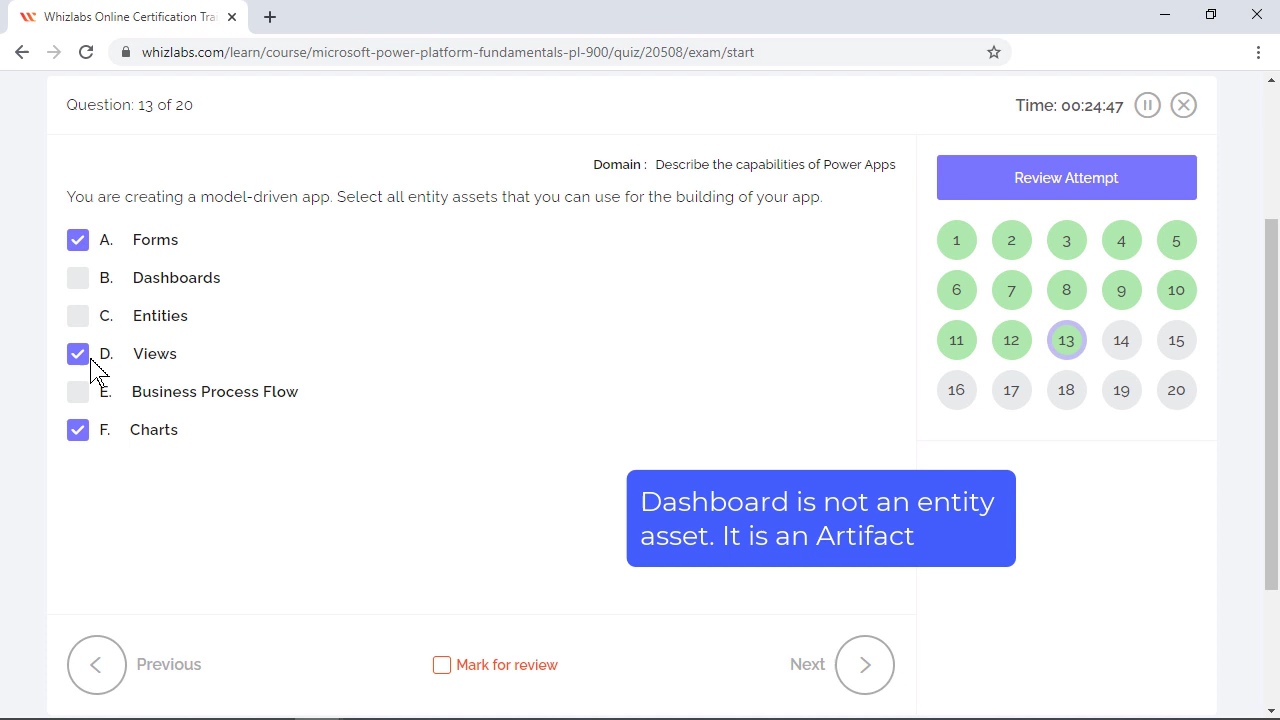 Whizlabs Online Certification Tra
whizlabs.com/learn/course/microsoft-power-platform-fundamentals-pl-900/quiz/20508/exam/start
Question: 13 of 20
Time: 00:24:47
Domain : Describe the capabilities of Power Apps
You are creating a model-driven app. Select all entity assets that you can use for the building of your app.
A. Forms
B. Dashboards
C. Entities
D. Views
E. Business Process Flow
F. Charts
Review Attempt
1 2 3 4 5
6 7 8 9 10
11 12 13 14 15
16 17 18 19 20
Dashboard is not an entity
asset. It is an Artifact
Previous
Mark for review
Next